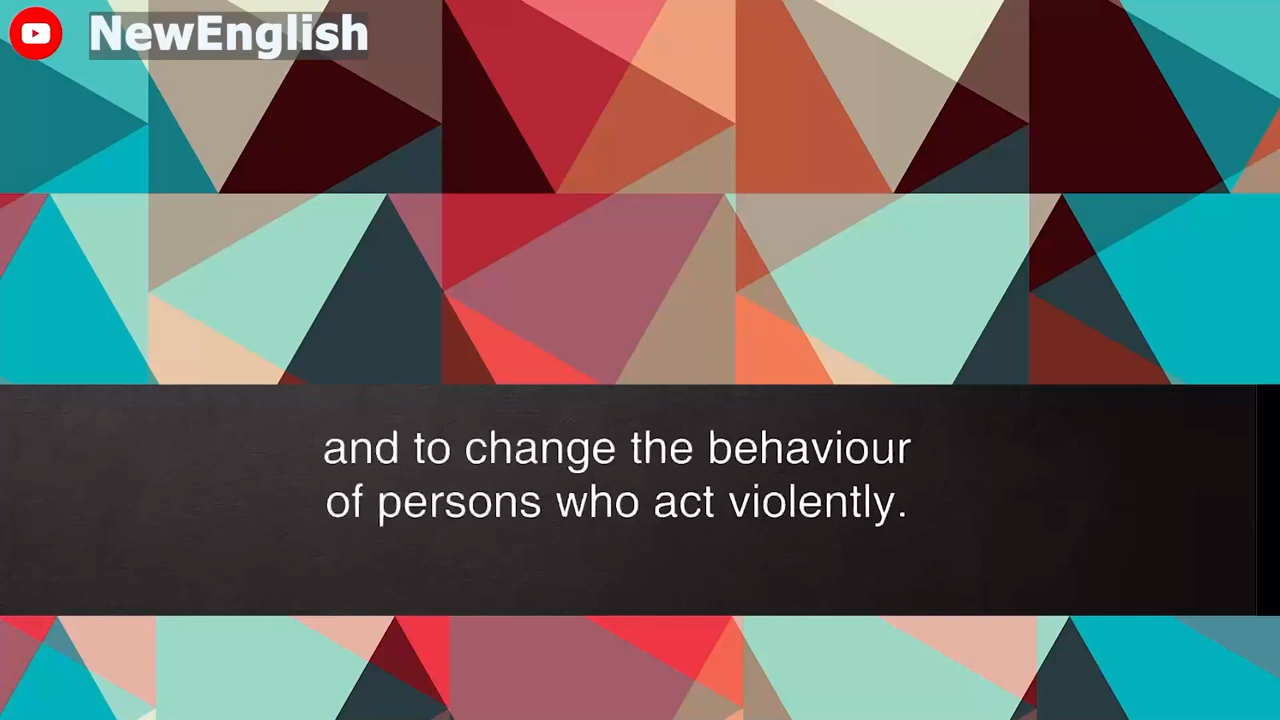 NewEnglish
and to change the behaviour
of persons who act violently.